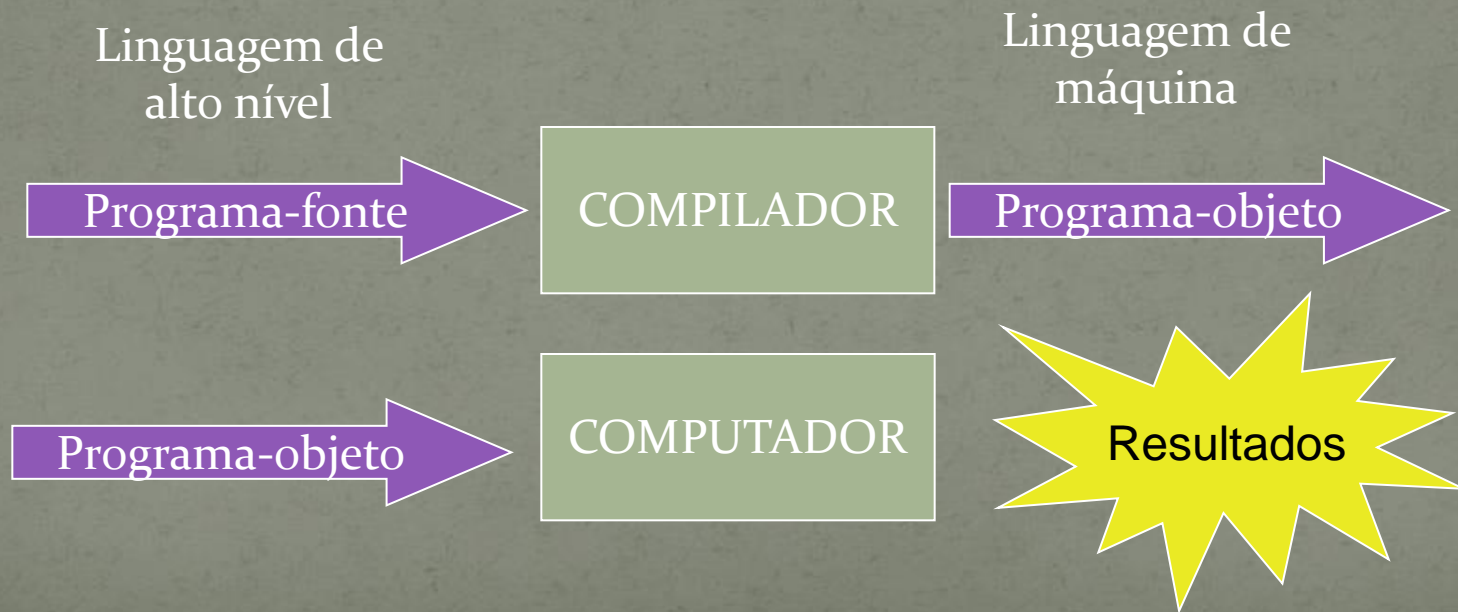 Linguagem de
alto nível
Linguagem de
máquina
Programa-fonte
COMPILADOR
Programa-objeto
Programa-objeto
COMPUTADOR
Resultados